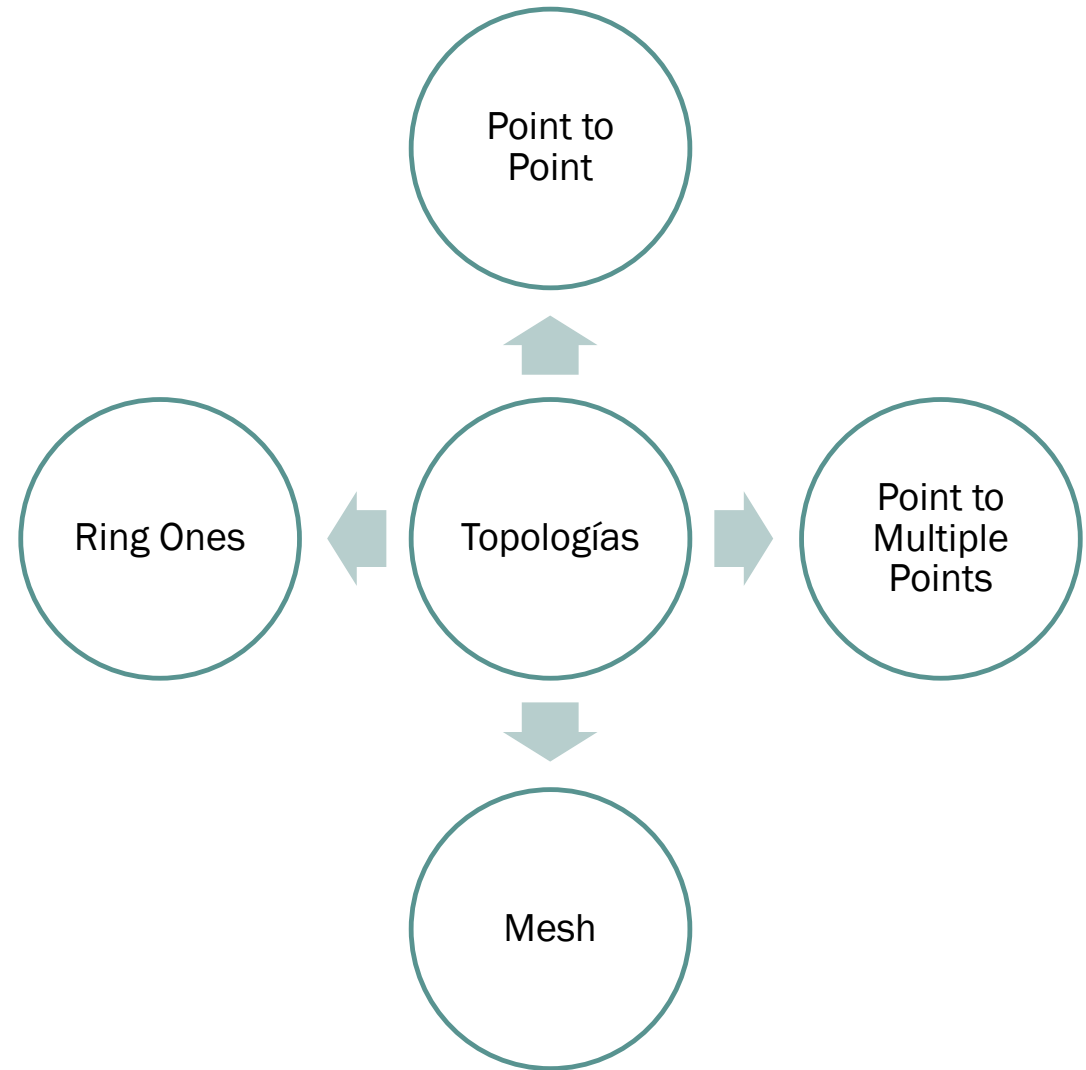 Point to
Point
Ring Ones
Topologías
Point to
Multiple
Points
Mesh